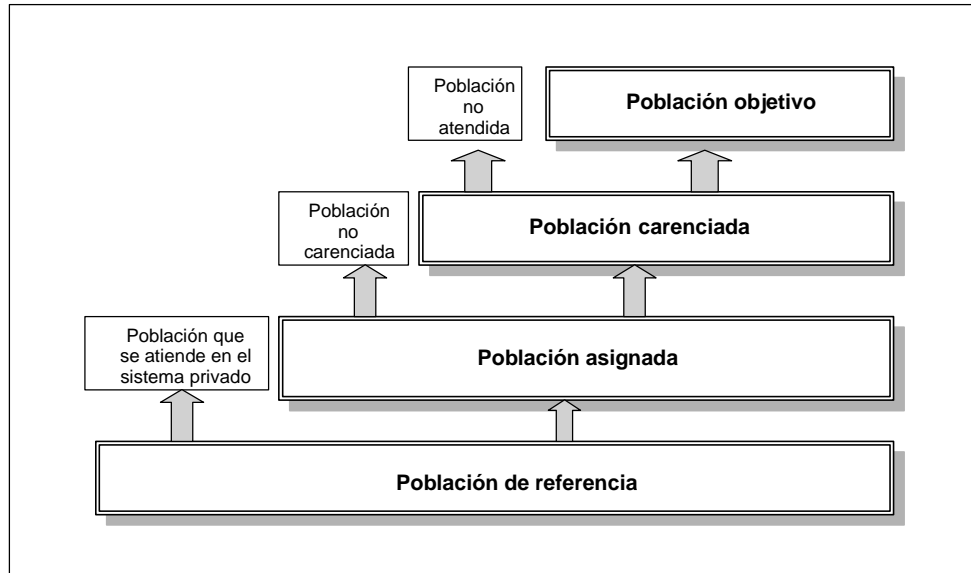 Población
no
atendida
Población objetivo
Población
no
carenciada
Población carenciada
Población que
se atiende en el
sistema privado
Población asignada
Población de referencia